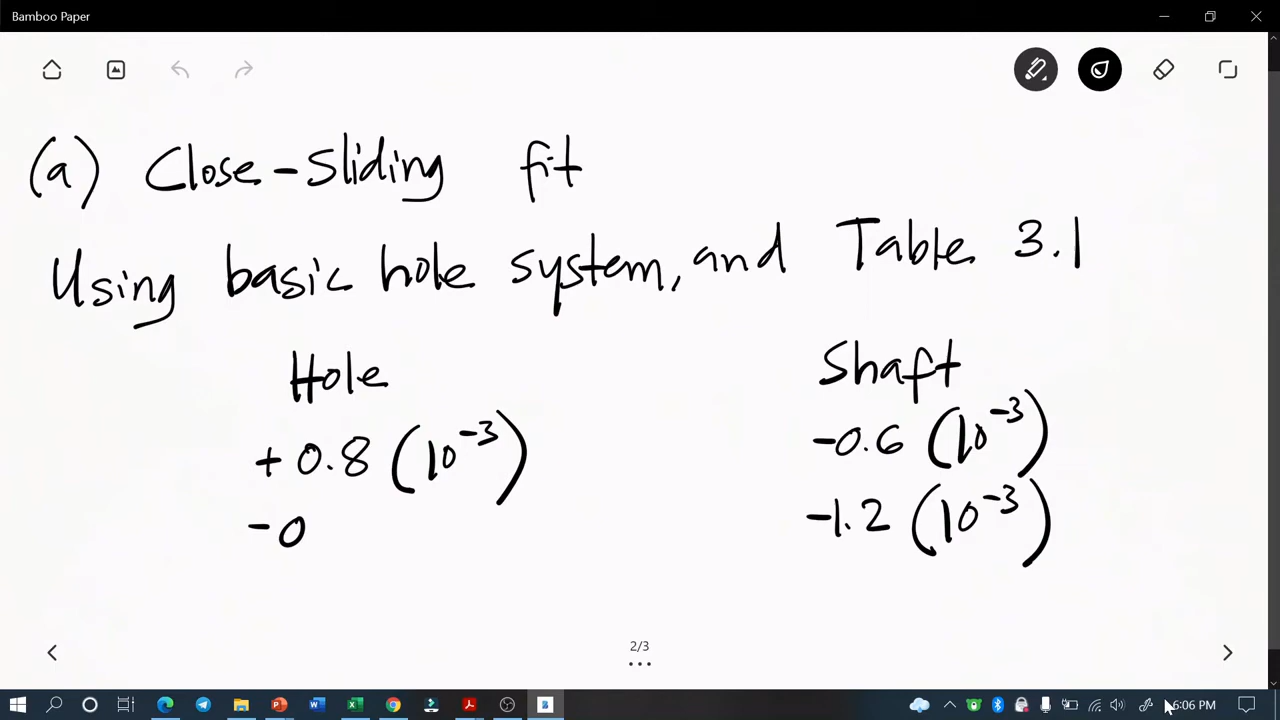 Bamboo Paper
(a) Close-Sliding fit
Using basic hole system, and Table 3.1
Hole Shaft
+0.8 (10⁻³) -0.6 (10⁻³)
-0 -1.2 (10⁻³)
2/3
6:06 PM